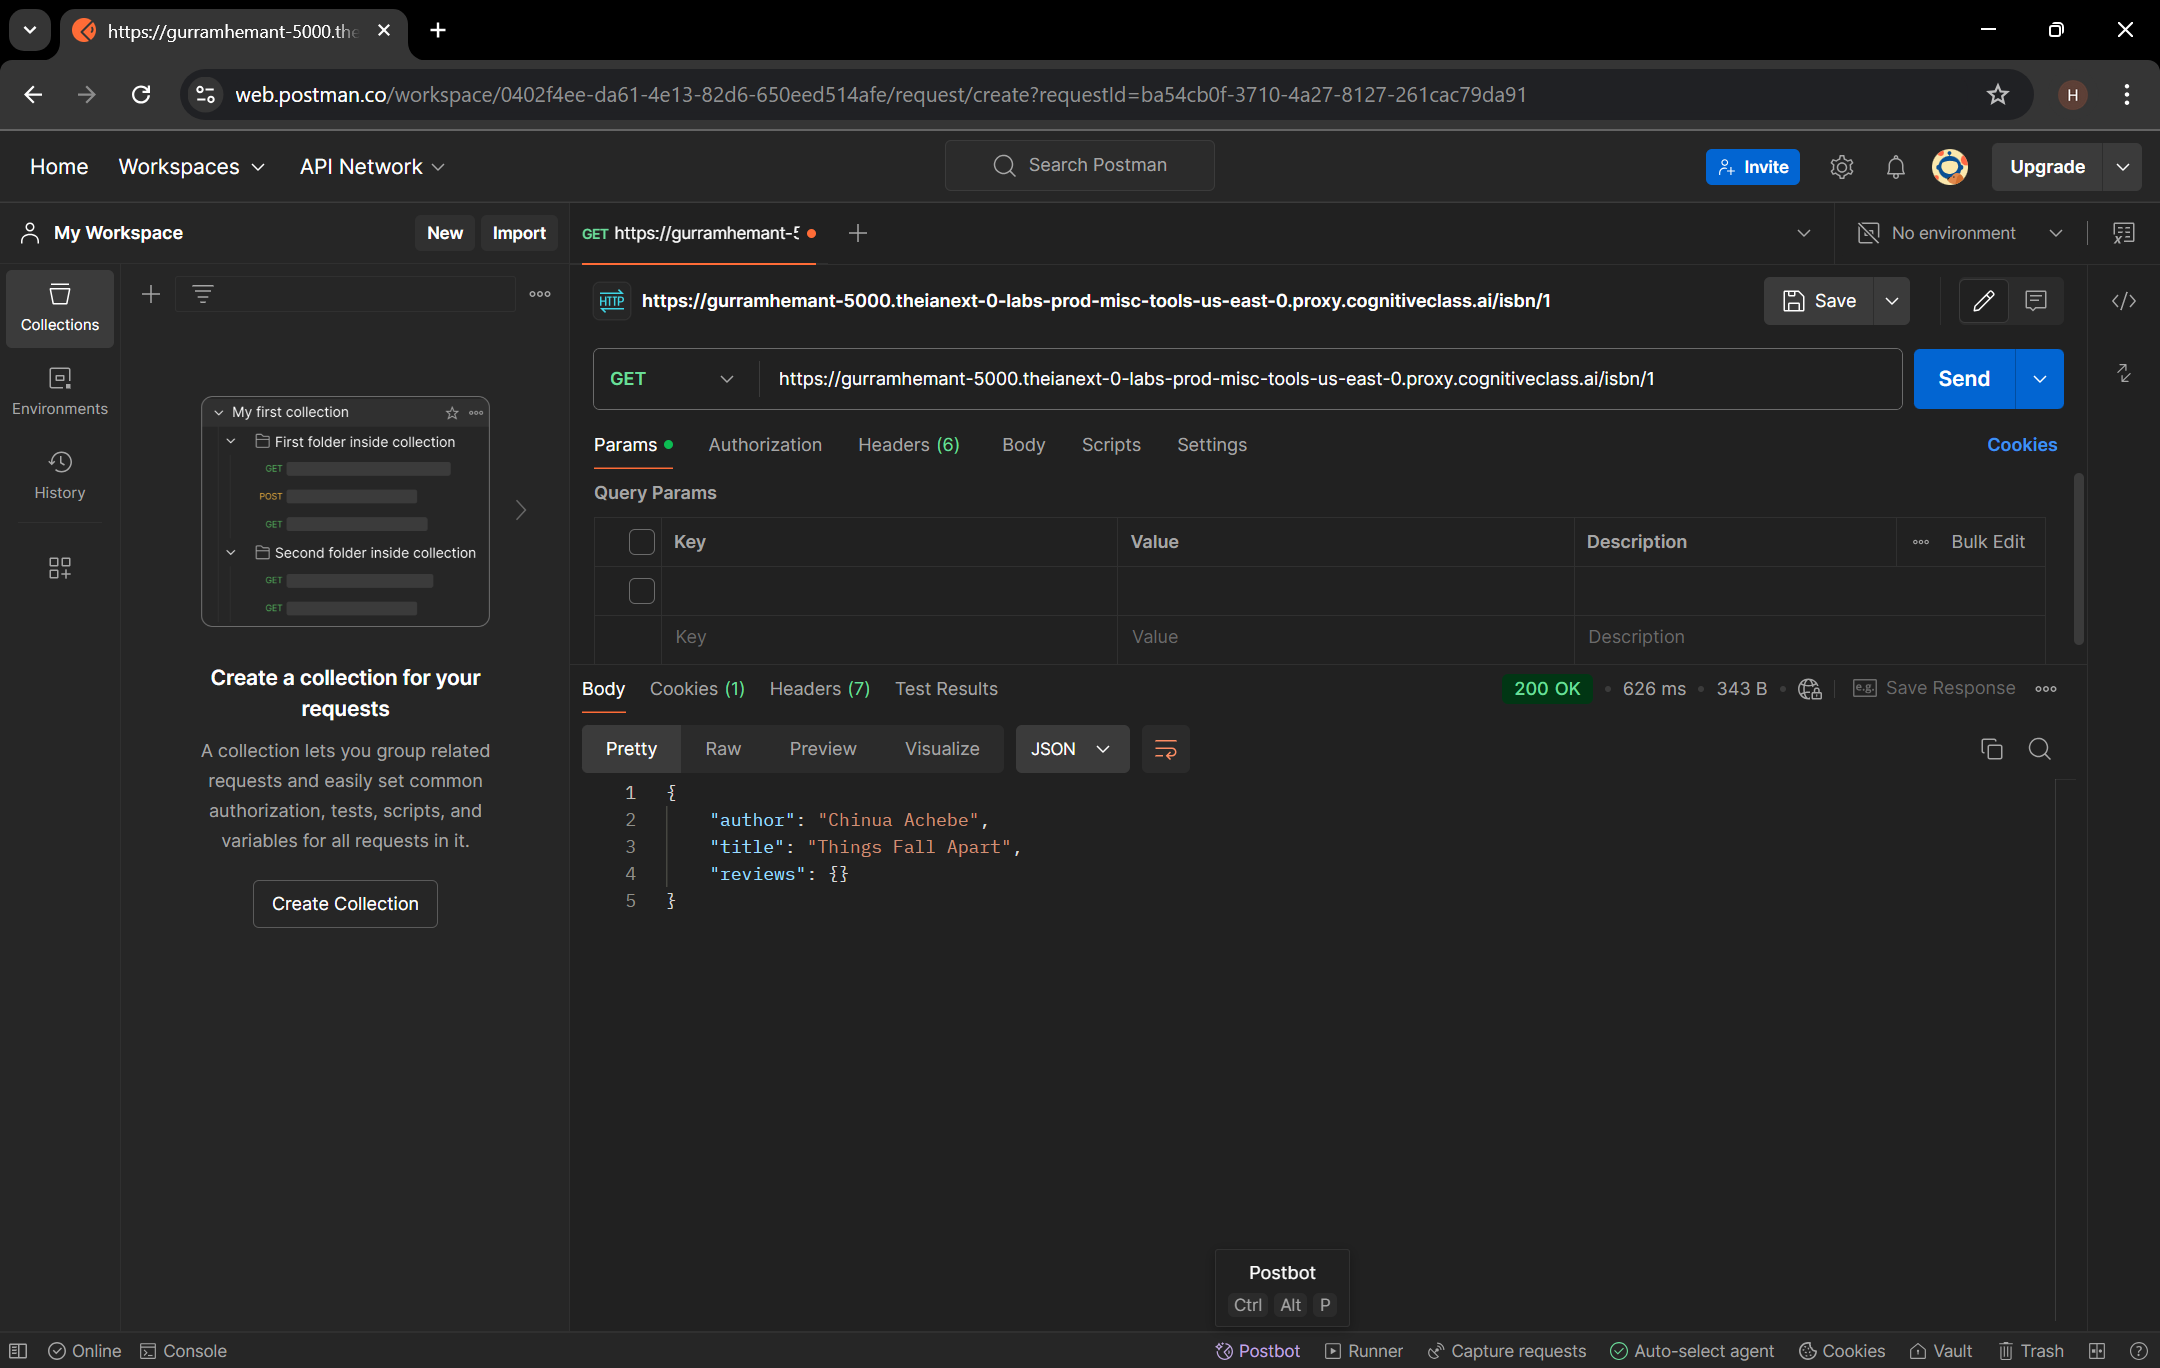 https://gurramhemant-5000.the
web.postman.co/workspace/0402f4ee-da61-4e13-82d6-650eed514afe/request/create?requestId=ba54cb0f-3710-4a27-8127-261cac79da91
H
Home Workspaces API Network
Search Postman
Invite
Upgrade
My Workspace
New Import
GET https://gurramhemant-5
No environment
Collections
Environments
History
HTTP https://gurramhemant-5000.theianext-0-labs-prod-misc-tools-us-east-0.proxy.cognitiveclass.ai/isbn/1
Save
GET https://gurramhemant-5000.theianext-0-labs-prod-misc-tools-us-east-0.proxy.cognitiveclass.ai/isbn/1
Send
Params Authorization Headers (6) Body Scripts Settings Cookies
Query Params
Key Value Description Bulk Edit
Key Value Description
My first collection
First folder inside collection
GET
POST
GET
Second folder inside collection
GET
GET
Create a collection for your
requests
A collection lets you group related
requests and easily set common
authorization, tests, scripts, and
variables for all requests in it.
Create Collection
Body Cookies (1) Headers (7) Test Results
200 OK 626 ms 343 B e.g. Save Response
Pretty Raw Preview Visualize JSON
1 {
2 "author": "Chinua Achebe",
3 "title": "Things Fall Apart",
4 "reviews": {}
5 }
Postbot
Ctrl Alt P
Online Console Postbot Runner Capture requests Auto-select agent Cookies Vault Trash